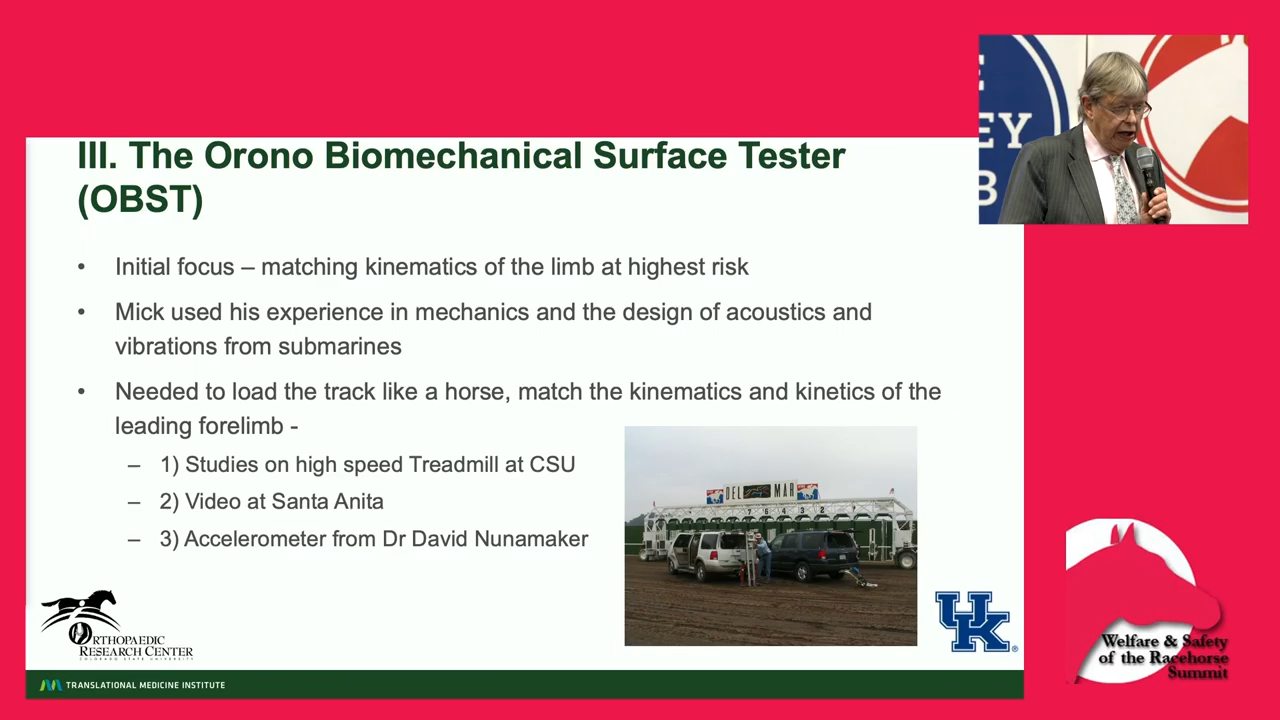 III. The Orono Biomechanical Surface Tester
(OBST)
• Initial focus – matching kinematics of the limb at highest risk
• Mick used his experience in mechanics and the design of acoustics and
vibrations from submarines
• Needed to load the track like a horse, match the kinematics and kinetics of the
leading forelimb -
– 1) Studies on high speed Treadmill at CSU
– 2) Video at Santa Anita
– 3) Accelerometer from Dr David Nunamaker
DEL MAR
7 6 4 3 2
ORTHOPAEDIC
RESEARCH CENTER
COLORADO STATE UNIVERSITY
UK
TRANSLATIONAL MEDICINE INSTITUTE
E
EY
B
Welfare & Safety
of the Racehorse
Summit